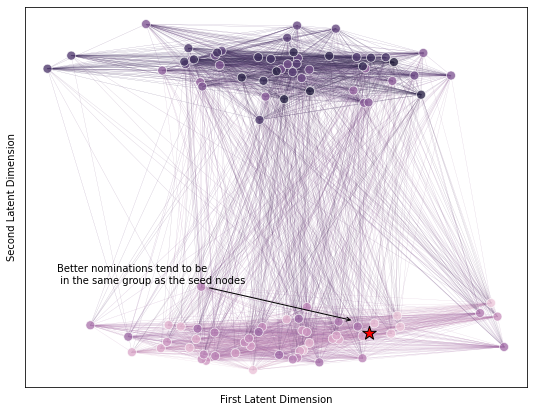 Second Latent Dimension
Better nominations tend to be
in the same group as the seed nodes
First Latent Dimension